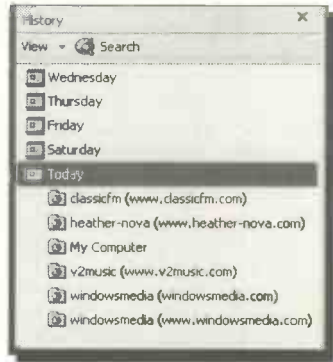 History
View Search
Wednesday
Thursday
Friday
Saturday
Today
classicfm (www.classicfm.com)
heather-nova (www.heather-nova.com)
My Computer
v2music (www.v2music.com)
windowsmedia (windowsmedia.com)
windowsmedia (www.windowsmedia.com)